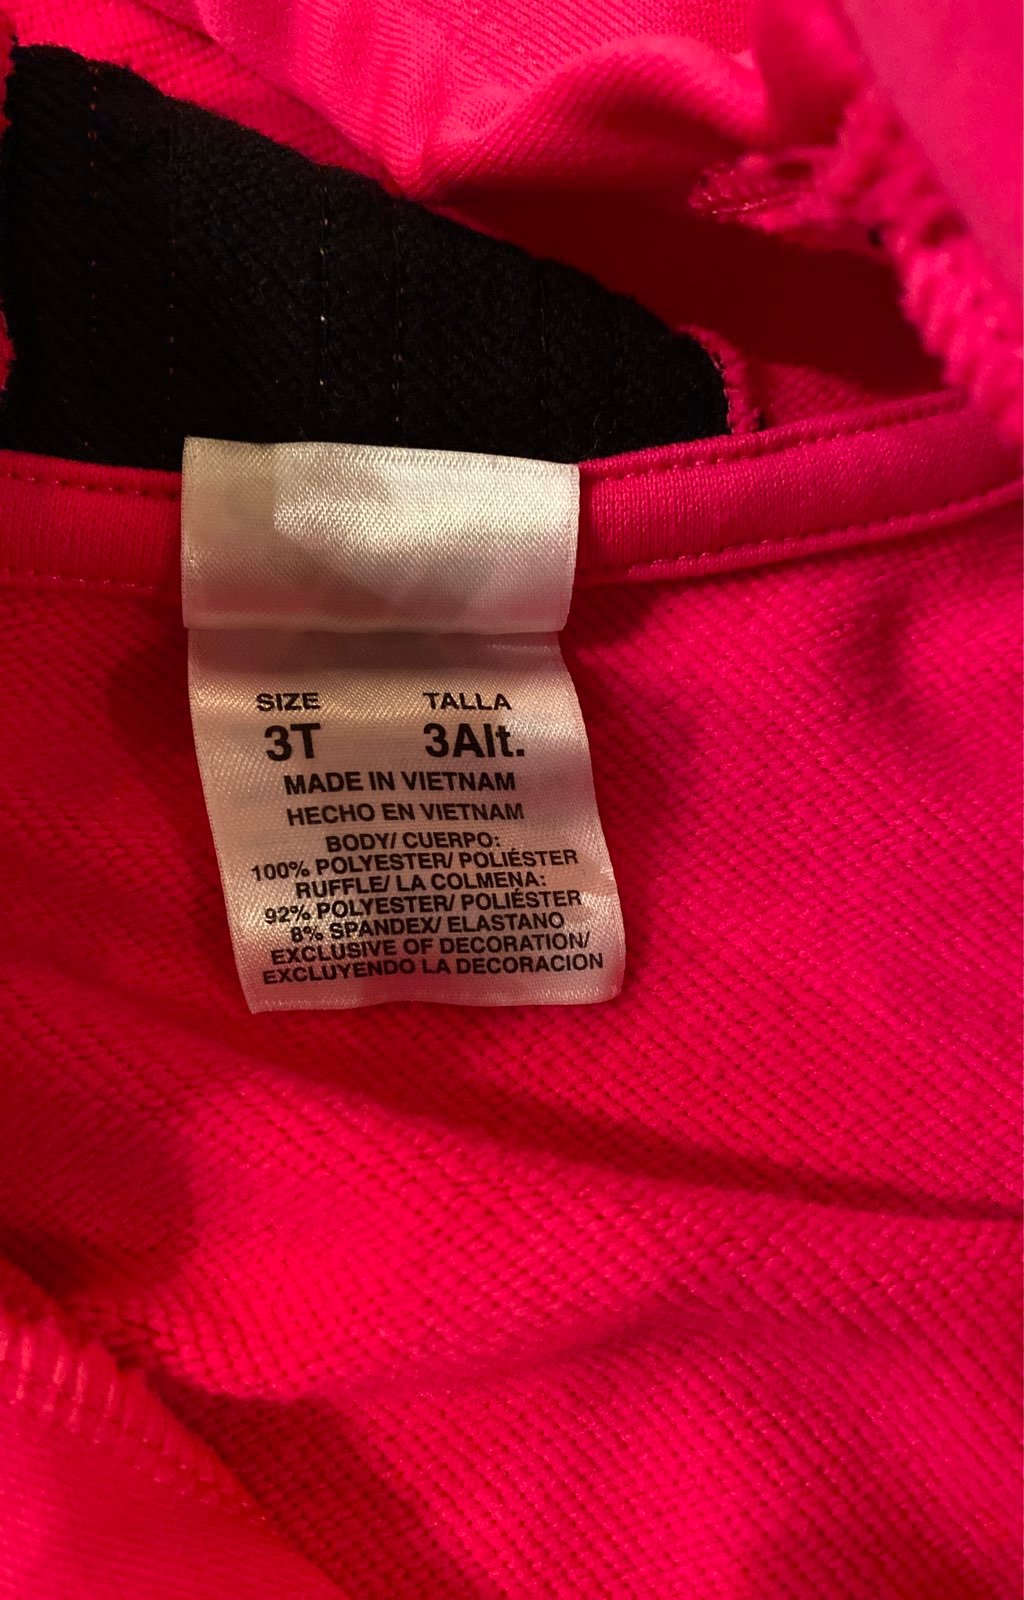 SIZE TALLA
3T 3Alt.
MADE IN VIETNAM
HECHO EN VIETNAM
BODY/ CUERPO:
100% POLYESTER/ POLIÉSTER
RUFFLE/ LA COLMENA:
92% POLYESTER/ POLIÉSTER
8% SPANDEX/ ELASTANO
EXCLUSIVE OF DECORATION/
EXCLUYENDO LA DECORACION